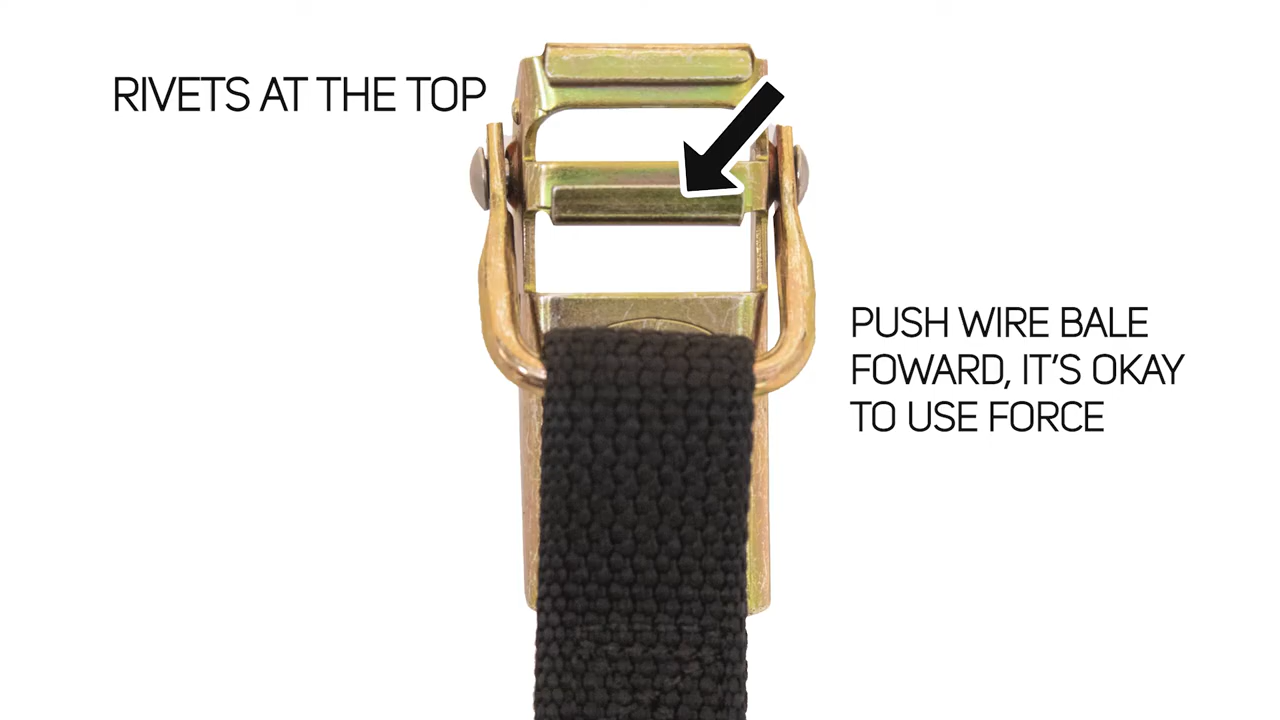 RIVETS AT THE TOP
PUSH WIRE BALE
FOWARD, IT'S OKAY
TO USE FORCE